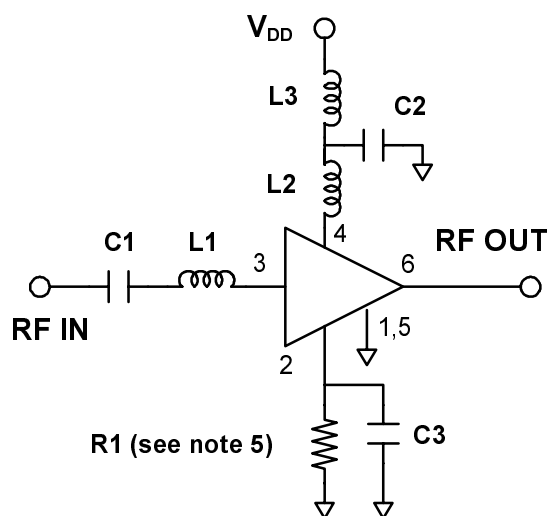 VDD
L3
C2
L2
C1
L1
3
4
RF OUT
6
RF IN
1,5
2
R1 (see note 5)
C3